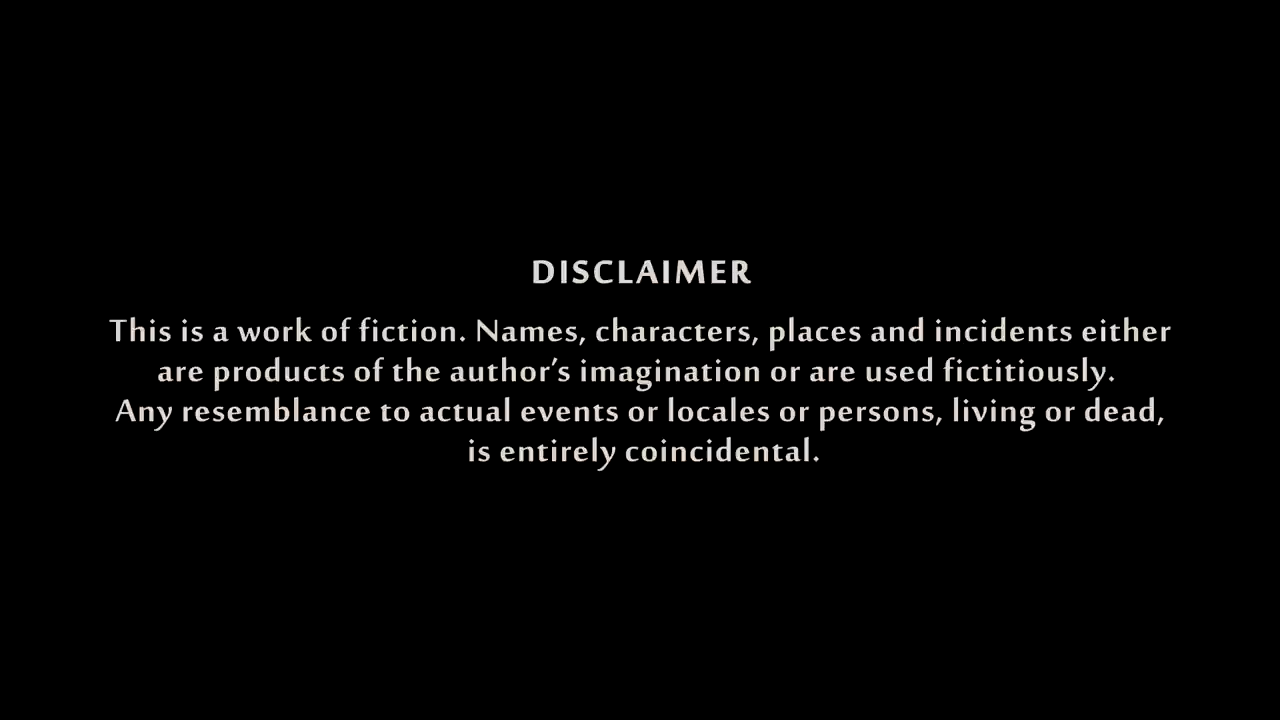 DISCLAIMER
This is a work of fiction. Names, characters, places and incidents either
are products of the author’s imagination or are used fictitiously.
Any resemblance to actual events or locales or persons, living or dead,
is entirely coincidental.